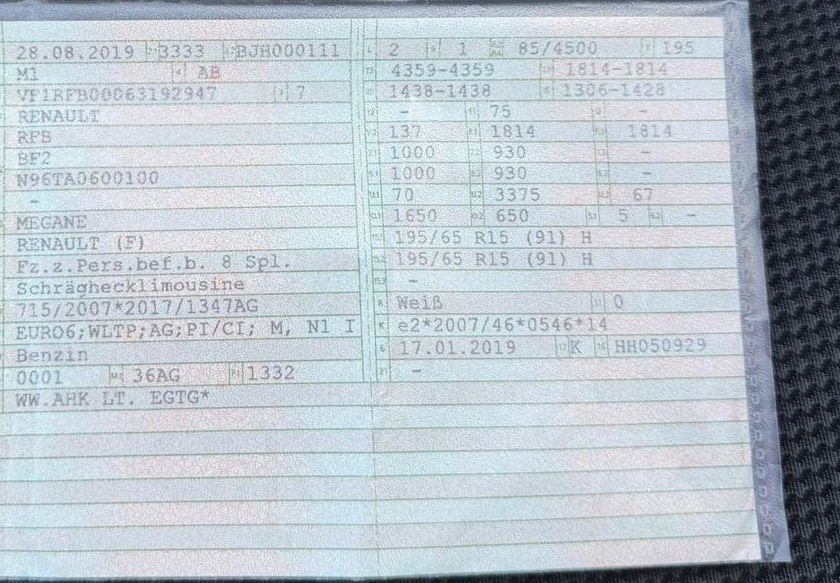 28.08.2019 3333 BJH000111
M1 AB
VF1RFB00063192947 7
RENAULT
RFB
BF2
N96TA0600100
-
MEGANE
RENAULT (F)
Fz.z.Pers.bef.b. 8 Spl.
Schräghecklimousine
715/2007*2017/1347AG
EURO6;WLTP;AG;PI/CI; M, N1 I
Benzin
0001 36AG 1332
WW.AHK LT. EGTG*
2 1 85/4500 195
4359-4359 1814-1814
1438-1438 1306-1428
- 75 -
137 1814 1814
1000 930 -
1000 930 -
70 3375 67
1650 650 5 -
195/65 R15 (91) H
195/65 R15 (91) H
-
Weiß 0
e2*2007/46*0546*14
17.01.2019 K HH050929
-